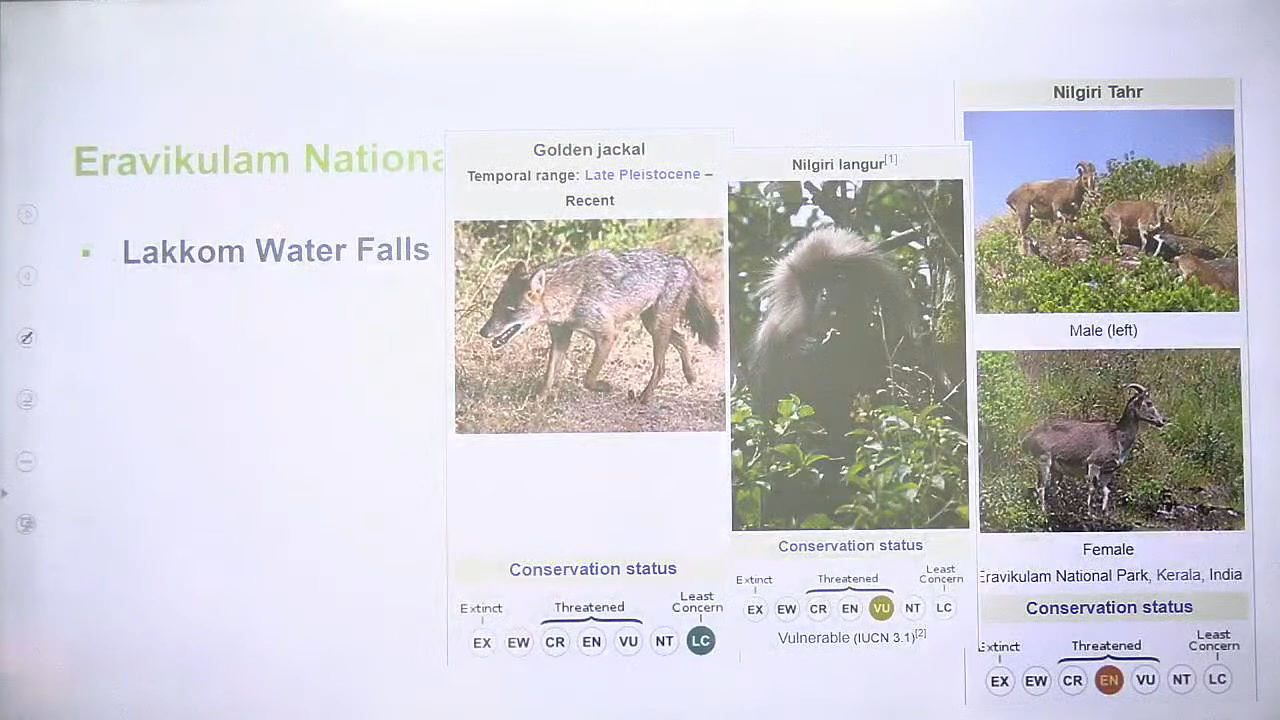 Eravikulam Nationa
▪ Lakkom Water Falls
Golden jackal
Temporal range: Late Pleistocene –
Recent
Conservation status
Extinct
Threatened
Least
Concern
EX EW CR EN VU NT LC
Nilgiri langur[1]
Conservation status
Extinct
Threatened
Least
Concern
EX EW CR EN VU NT LC
Vulnerable (IUCN 3.1)[2]
Nilgiri Tahr
Male (left)
Female
Eravikulam National Park, Kerala, India
Conservation status
Extinct
Threatened
Least
Concern
EX EW CR EN VU NT LC